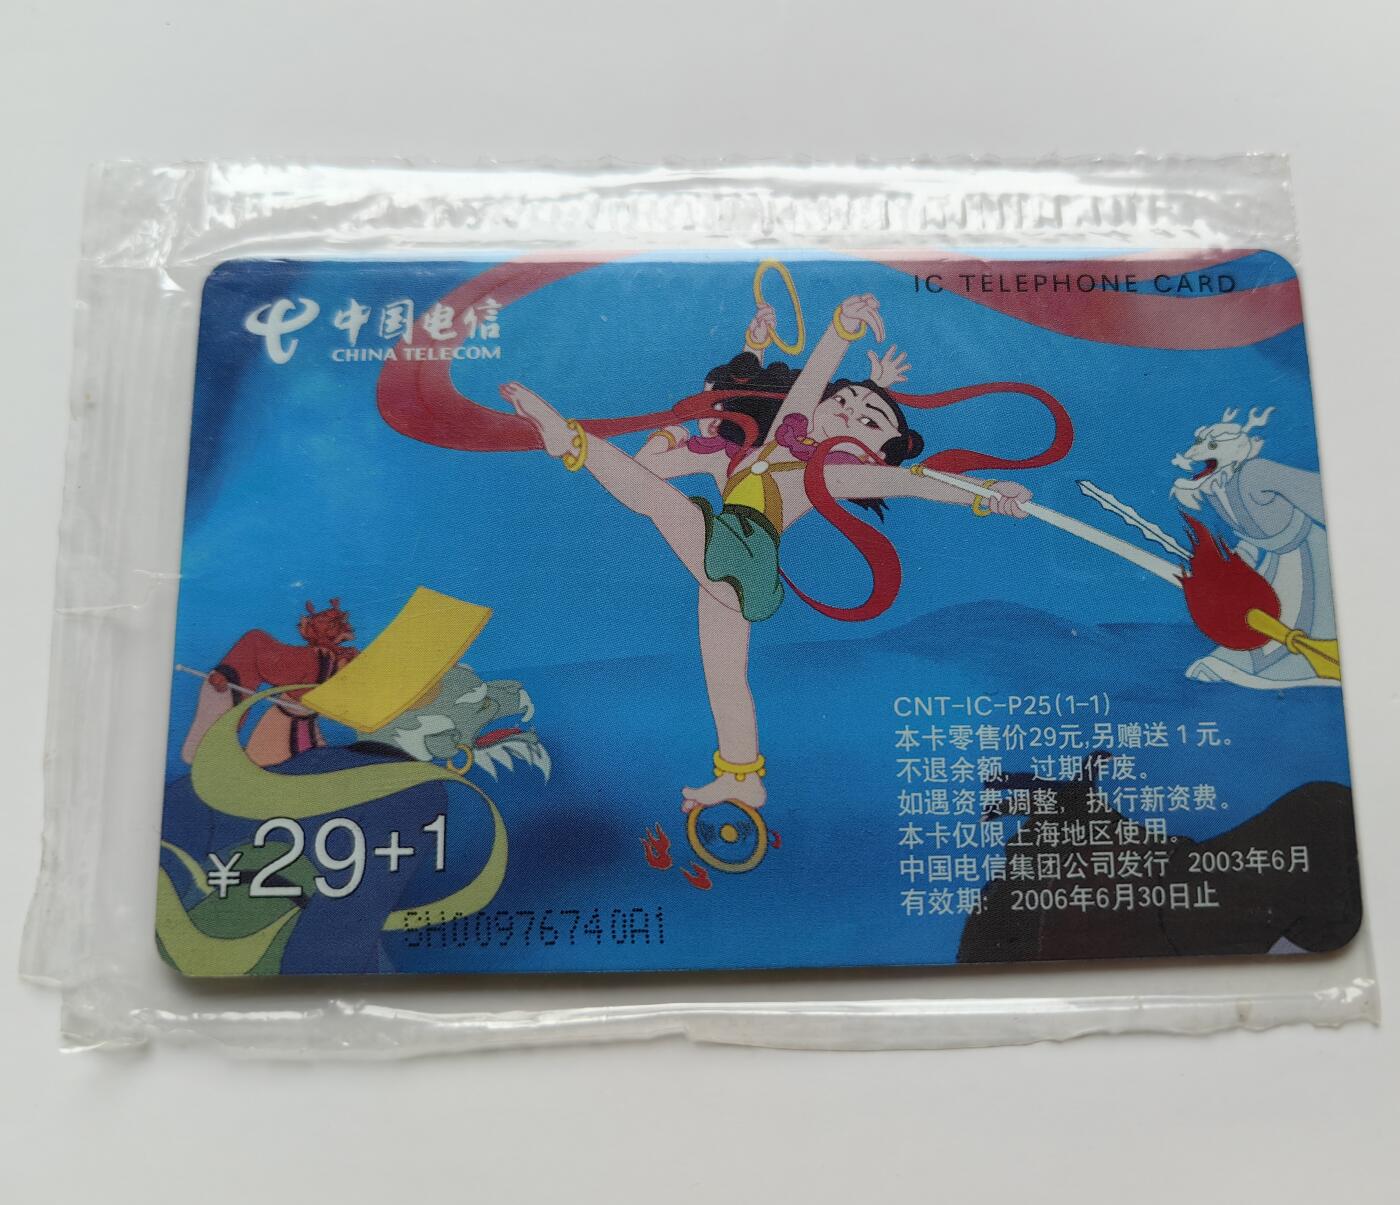 中国电信
CHINA TELECOM
IC TELEPHONE CARD
CNT-IC-P25(1-1)
本卡零售价29元,另赠送1元。
不退余额，过期作废。
如遇资费调整，执行新资费。
本卡仅限上海地区使用。
中国电信集团公司发行 2003年6月
有效期: 2006年6月30日止
¥29+1
SH00976740A1